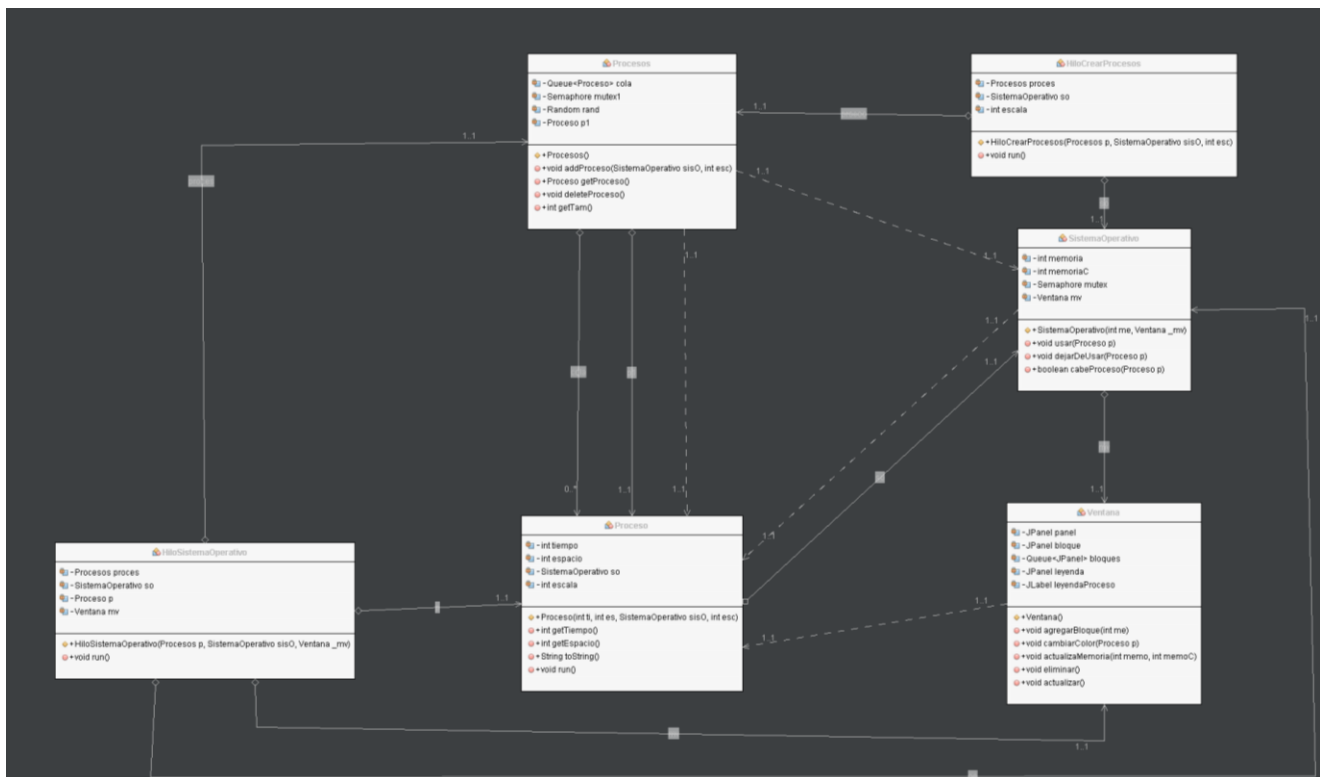 Procesos
-Queue<Proceso> cola
-Semaphore mutex1
-Random rand
-Proceso p1
+Procesos()
+void addProceso(SistemaOperativo sisO, int esc)
+Proceso getProceso()
+void deleteProceso()
+int getTam()
HiloCrearProcesos
-Procesos proces
-SistemaOperativo so
-int escala
+HiloCrearProcesos(Procesos p, SistemaOperativo sisO, int esc)
+void run()
1..1
1..1
1..1
1..1
1..1
1..1
SistemaOperativo
-int memoria
-int memoriaC
-Semaphore mutex
-Ventana mv
+SistemaOperativo(int me, Ventana _mv)
+void usar(Proceso p)
+void dejarDeUsar(Proceso p)
+boolean cabeProceso(Proceso p)
1..1
1..1
1..1
0..*
1..1
1..1
1..1
1..1
Proceso
-int tiempo
-int espacio
-SistemaOperativo so
-int escala
+Proceso(int ti, int es, SistemaOperativo sisO, int esc)
+int getTiempo()
+int getEspacio()
+String toString()
+void run()
Ventana
-JPanel panel
-JPanel bloque
-Queue<JPanel> bloques
-JPanel leyenda
-JLabel leyendaProceso
+Ventana()
+void agregarBloque(int me)
+void cambiarColor(Proceso p)
+void actualizaMemoria(int memo, int memoC)
+void eliminar()
+void actualizar()
HiloSistemaOperativo
-Procesos proces
-SistemaOperativo so
-Proceso p
-Ventana mv
+HiloSistemaOperativo(Procesos p, SistemaOperativo sisO, Ventana _mv)
+void run()
1..1
1..1
1..1
1..1